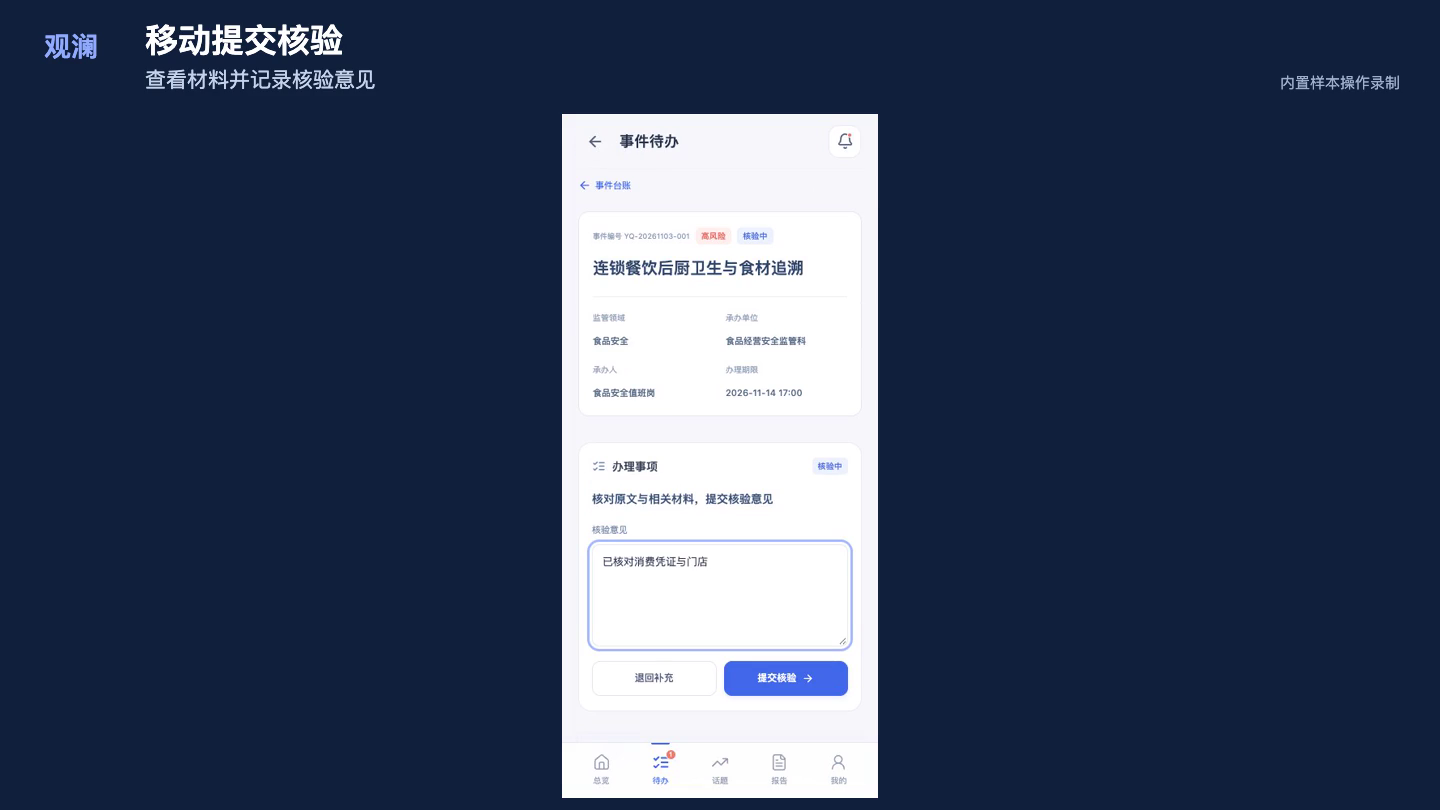 观澜
移动提交核验
查看材料并记录核验意见
内置样本操作录制
事件待办
事件台账
事件编号 YQ-20261103-001 高风险 核验中
连锁餐饮后厨卫生与食材追溯
监管领域 承办单位
食品安全 食品经营安全监管科
承办人 办理期限
食品安全值班岗 2026-11-14 17:00
办理事项 核验中
核对原文与相关材料，提交核验意见
核验意见
已核对消费凭证与门店
退回补充 提交核验
1
总览 待办 话题 报告 我的